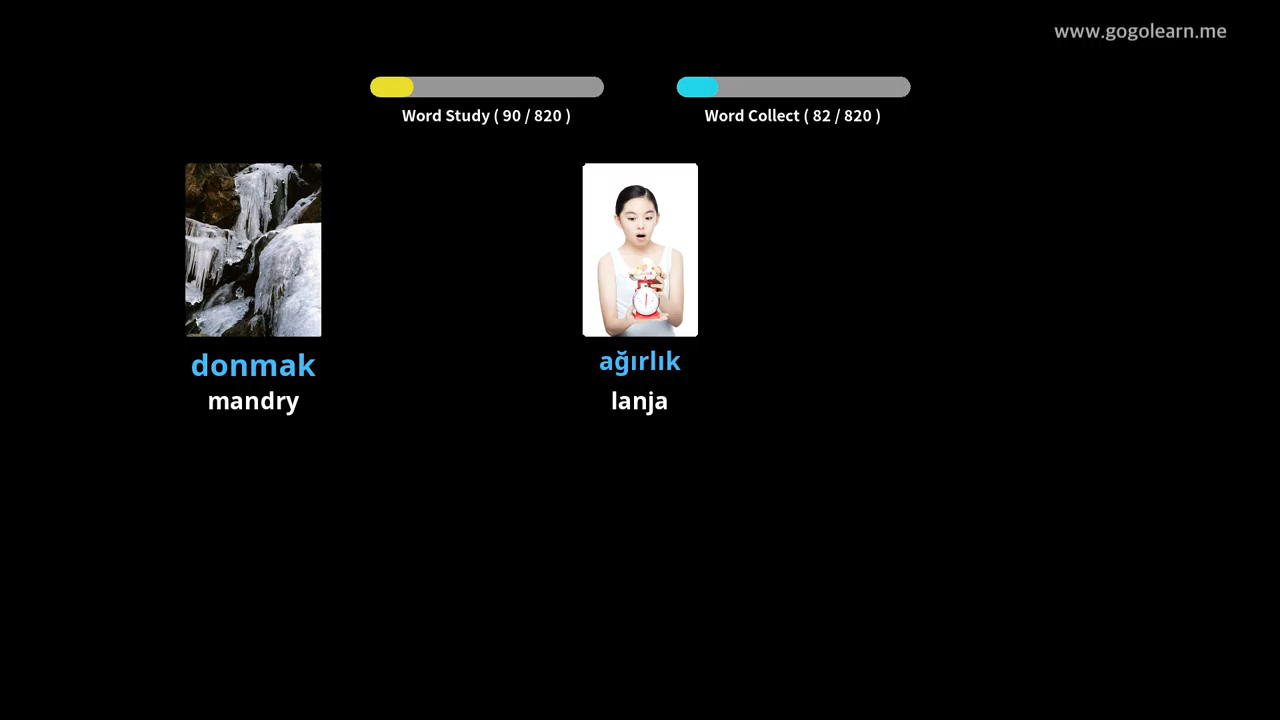 www.gogolearn.me
Word Study ( 90 / 820 )
Word Collect ( 82 / 820 )
donmak
mandry
ağırlık
lanja